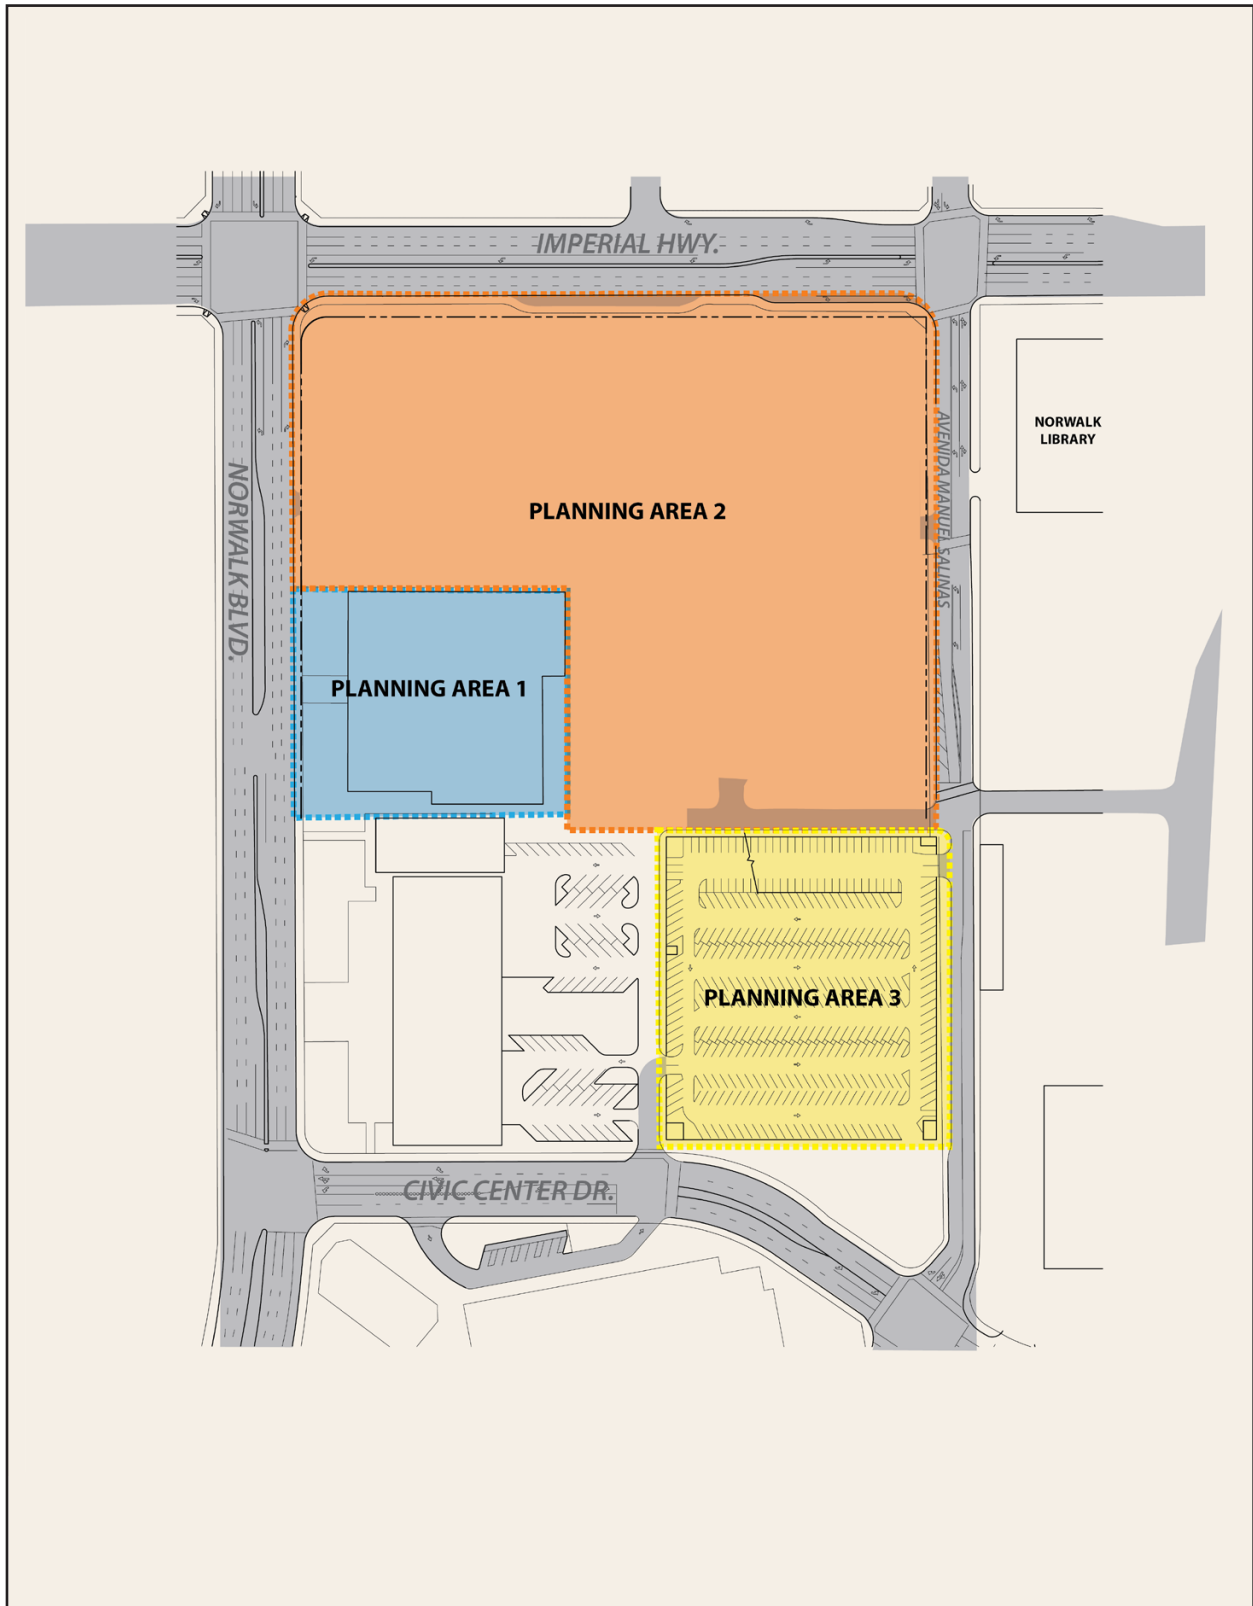 IMPERIAL HWY.
NORWALK
LIBRARY
AVENIDA MANUEL SALINAS
NORWALK BLVD.
PLANNING AREA 2
PLANNING AREA 1
PLANNING AREA 3
CIVIC CENTER DR.